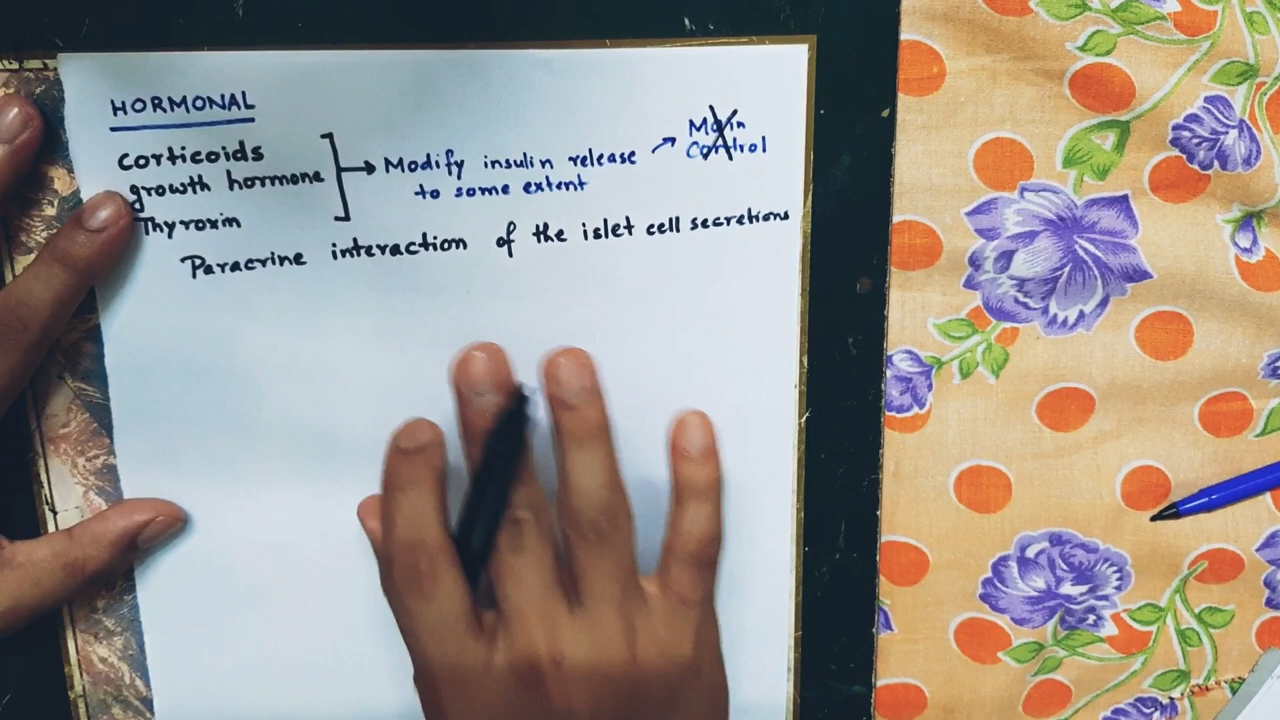 HORMONAL
Corticoids
growth hormone
Thyroxin
Modify insulin release
to some extent
Main
Control
Paracrine interaction of the islet cell secretions